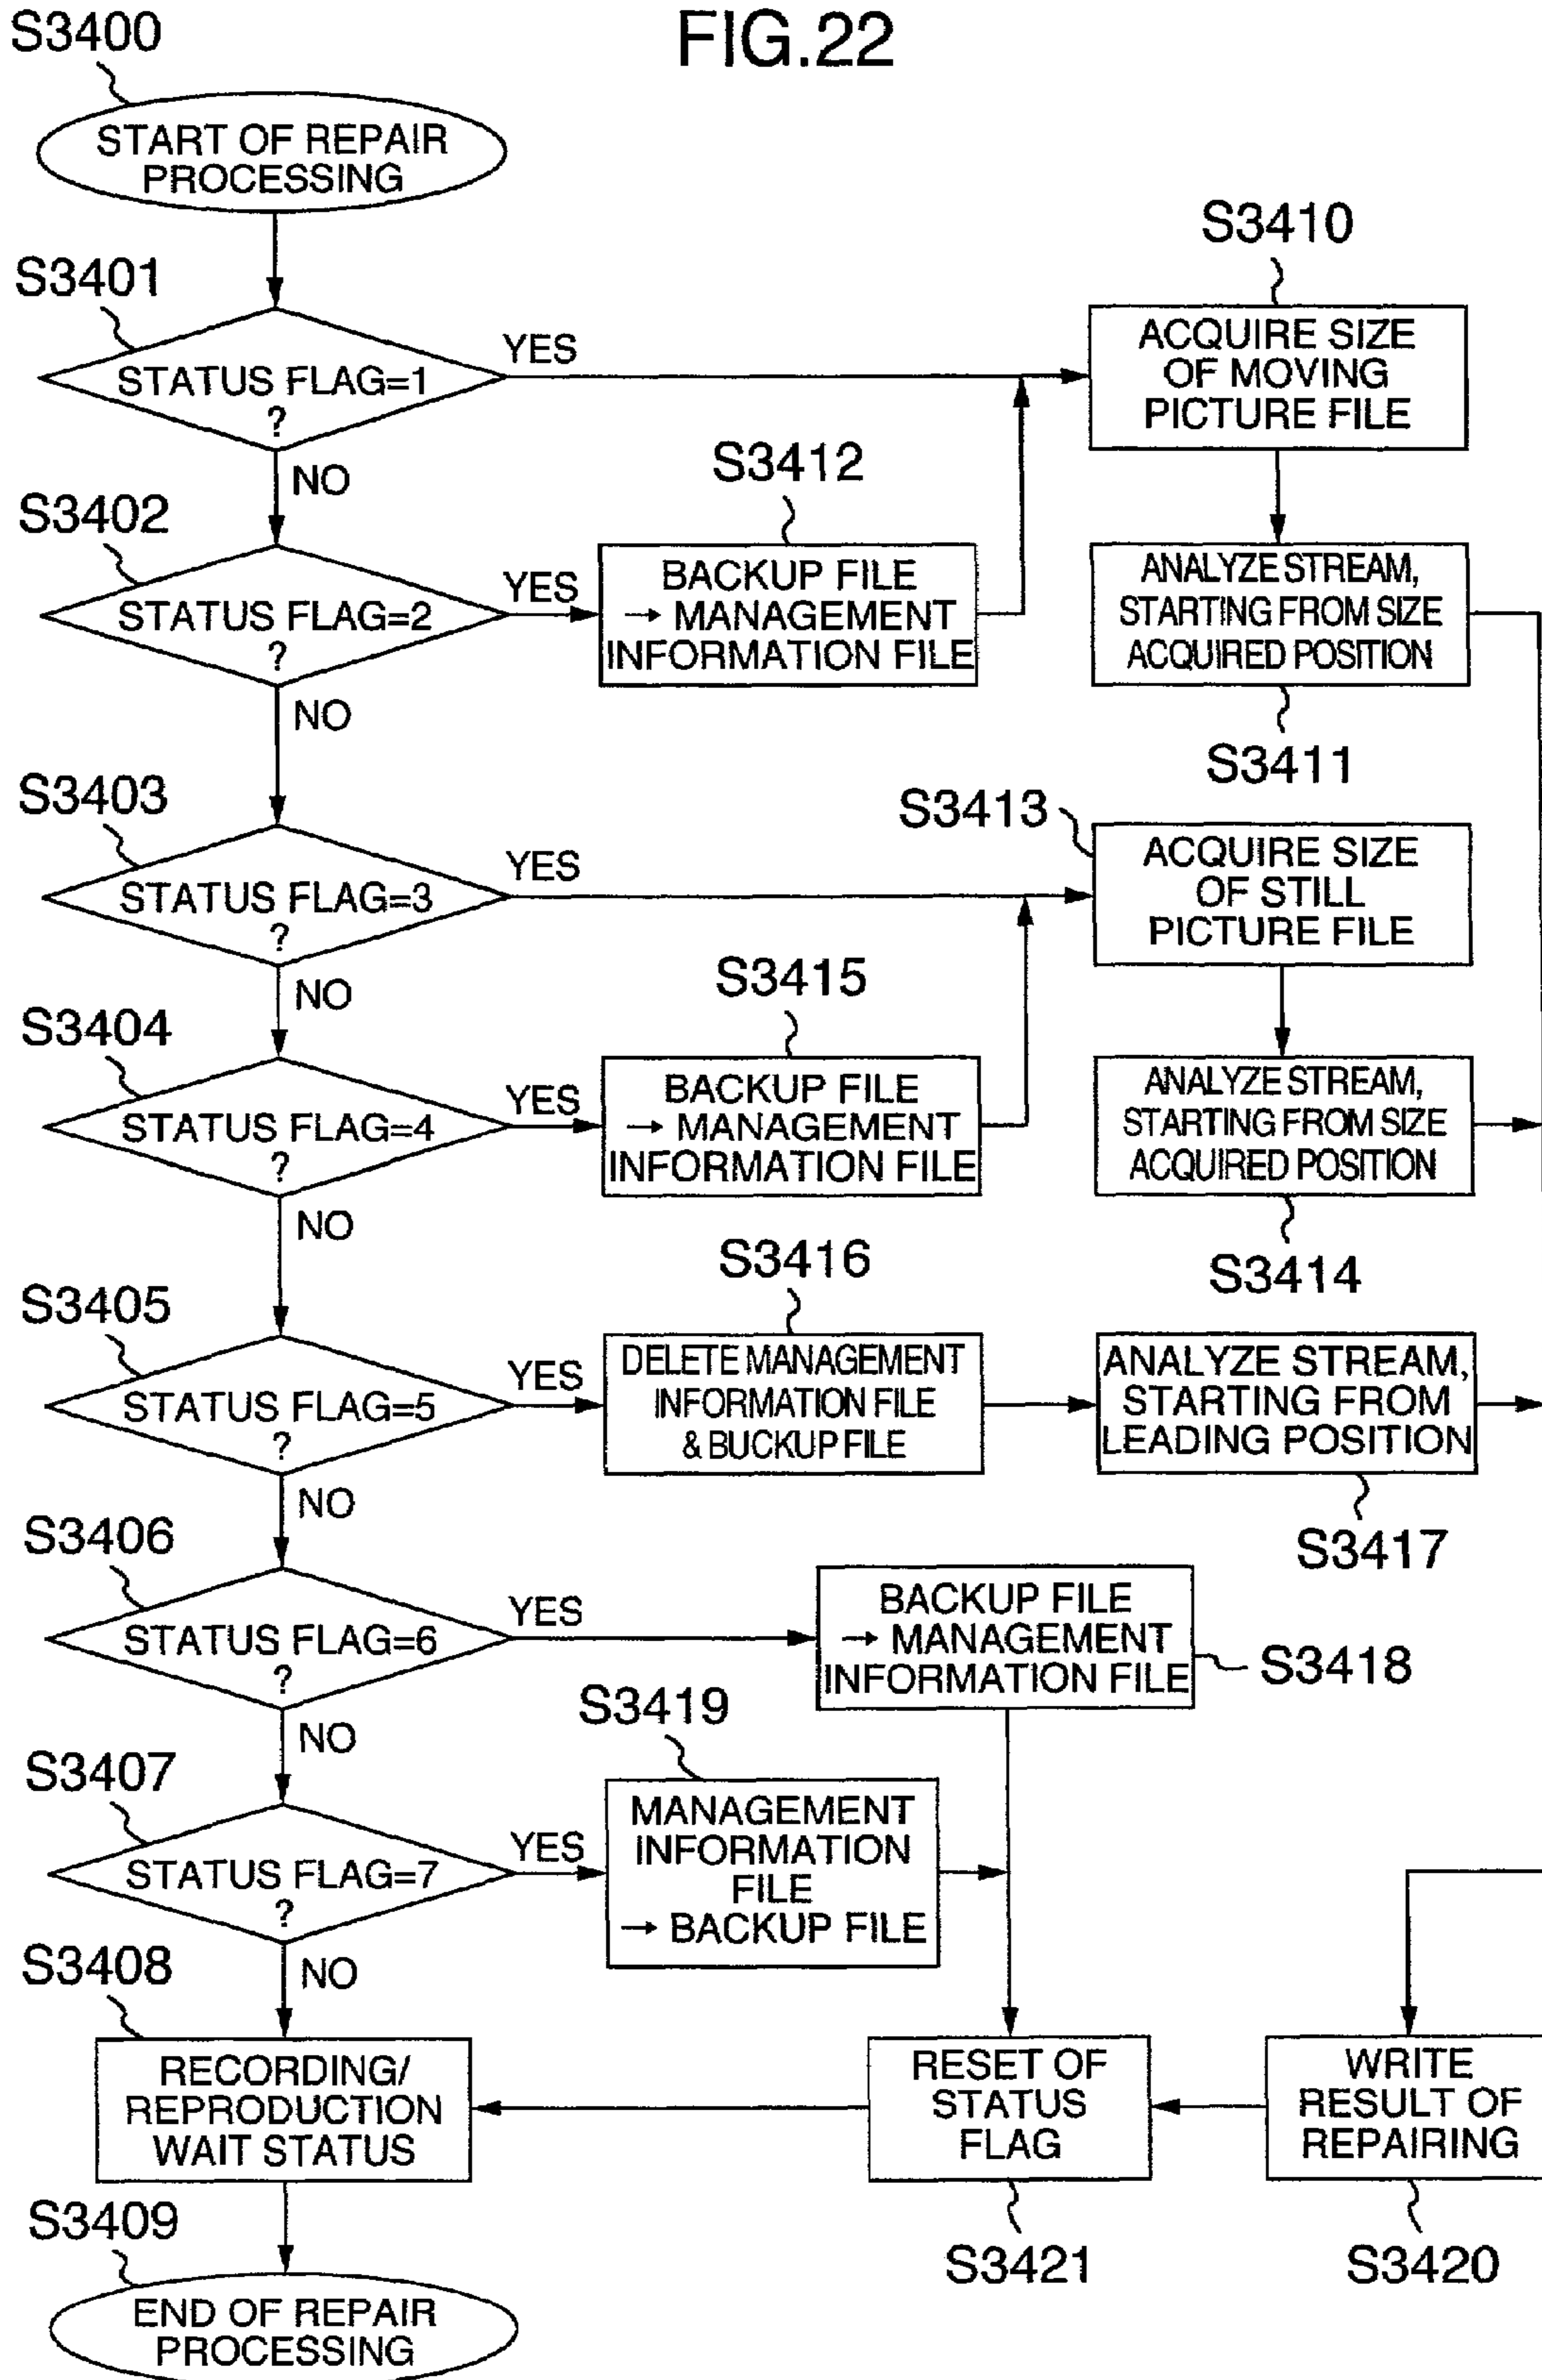 FIG.22
S3400
START OF REPAIR
PROCESSING
S3401
STATUS FLAG=1
?
YES
NO
S3410
ACQUIRE SIZE
OF MOVING
PICTURE FILE
S3402
STATUS FLAG=2
?
YES
NO
S3412
BACKUP FILE
→ MANAGEMENT
INFORMATION FILE
ANALYZE STREAM,
STARTING FROM SIZE
ACQUIRED POSITION
S3411
S3403
STATUS FLAG=3
?
YES
NO
S3413
ACQUIRE SIZE
OF STILL
PICTURE FILE
S3404
STATUS FLAG=4
?
YES
NO
S3415
BACKUP FILE
→ MANAGEMENT
INFORMATION FILE
ANALYZE STREAM,
STARTING FROM SIZE
ACQUIRED POSITION
S3414
S3405
STATUS FLAG=5
?
YES
NO
S3416
DELETE MANAGEMENT
INFORMATION FILE
& BUCKUP FILE
ANALYZE STREAM,
STARTING FROM
LEADING POSITION
S3417
S3406
STATUS FLAG=6
?
YES
NO
BACKUP FILE
→ MANAGEMENT
INFORMATION FILE
S3418
S3407
STATUS FLAG=7
?
YES
NO
S3419
MANAGEMENT
INFORMATION
FILE
→ BACKUP FILE
S3408
RECORDING/
REPRODUCTION
WAIT STATUS
RESET OF
STATUS
FLAG
S3421
WRITE
RESULT OF
REPAIRING
S3420
S3409
END OF REPAIR
PROCESSING